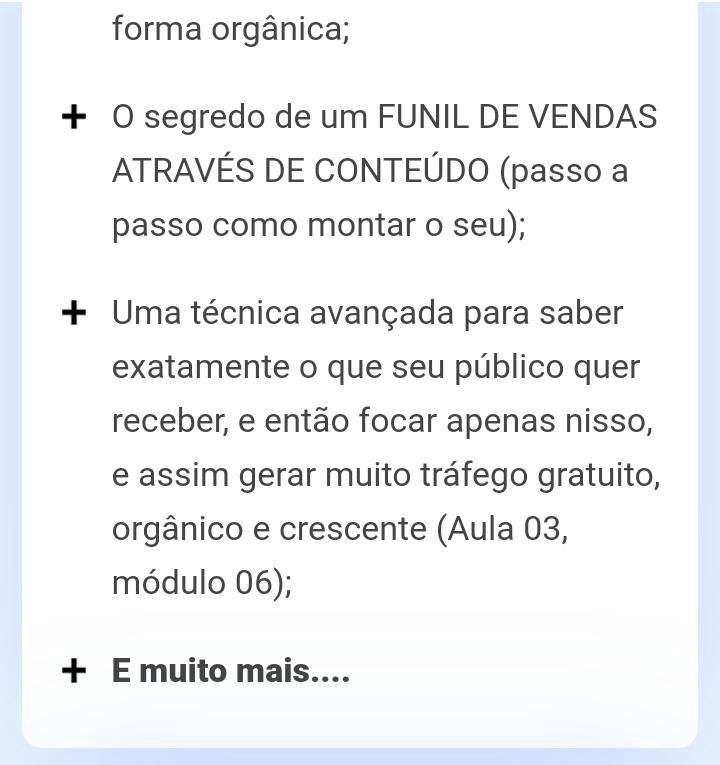 forma orgânica;
+ O segredo de um FUNIL DE VENDAS
ATRAVÉS DE CONTEÚDO (passo a
passo como montar o seu);
+ Uma técnica avançada para saber
exatamente o que seu público quer
receber, e então focar apenas nisso,
e assim gerar muito tráfego gratuito,
orgânico e crescente (Aula 03,
módulo 06);
+ E muito mais....